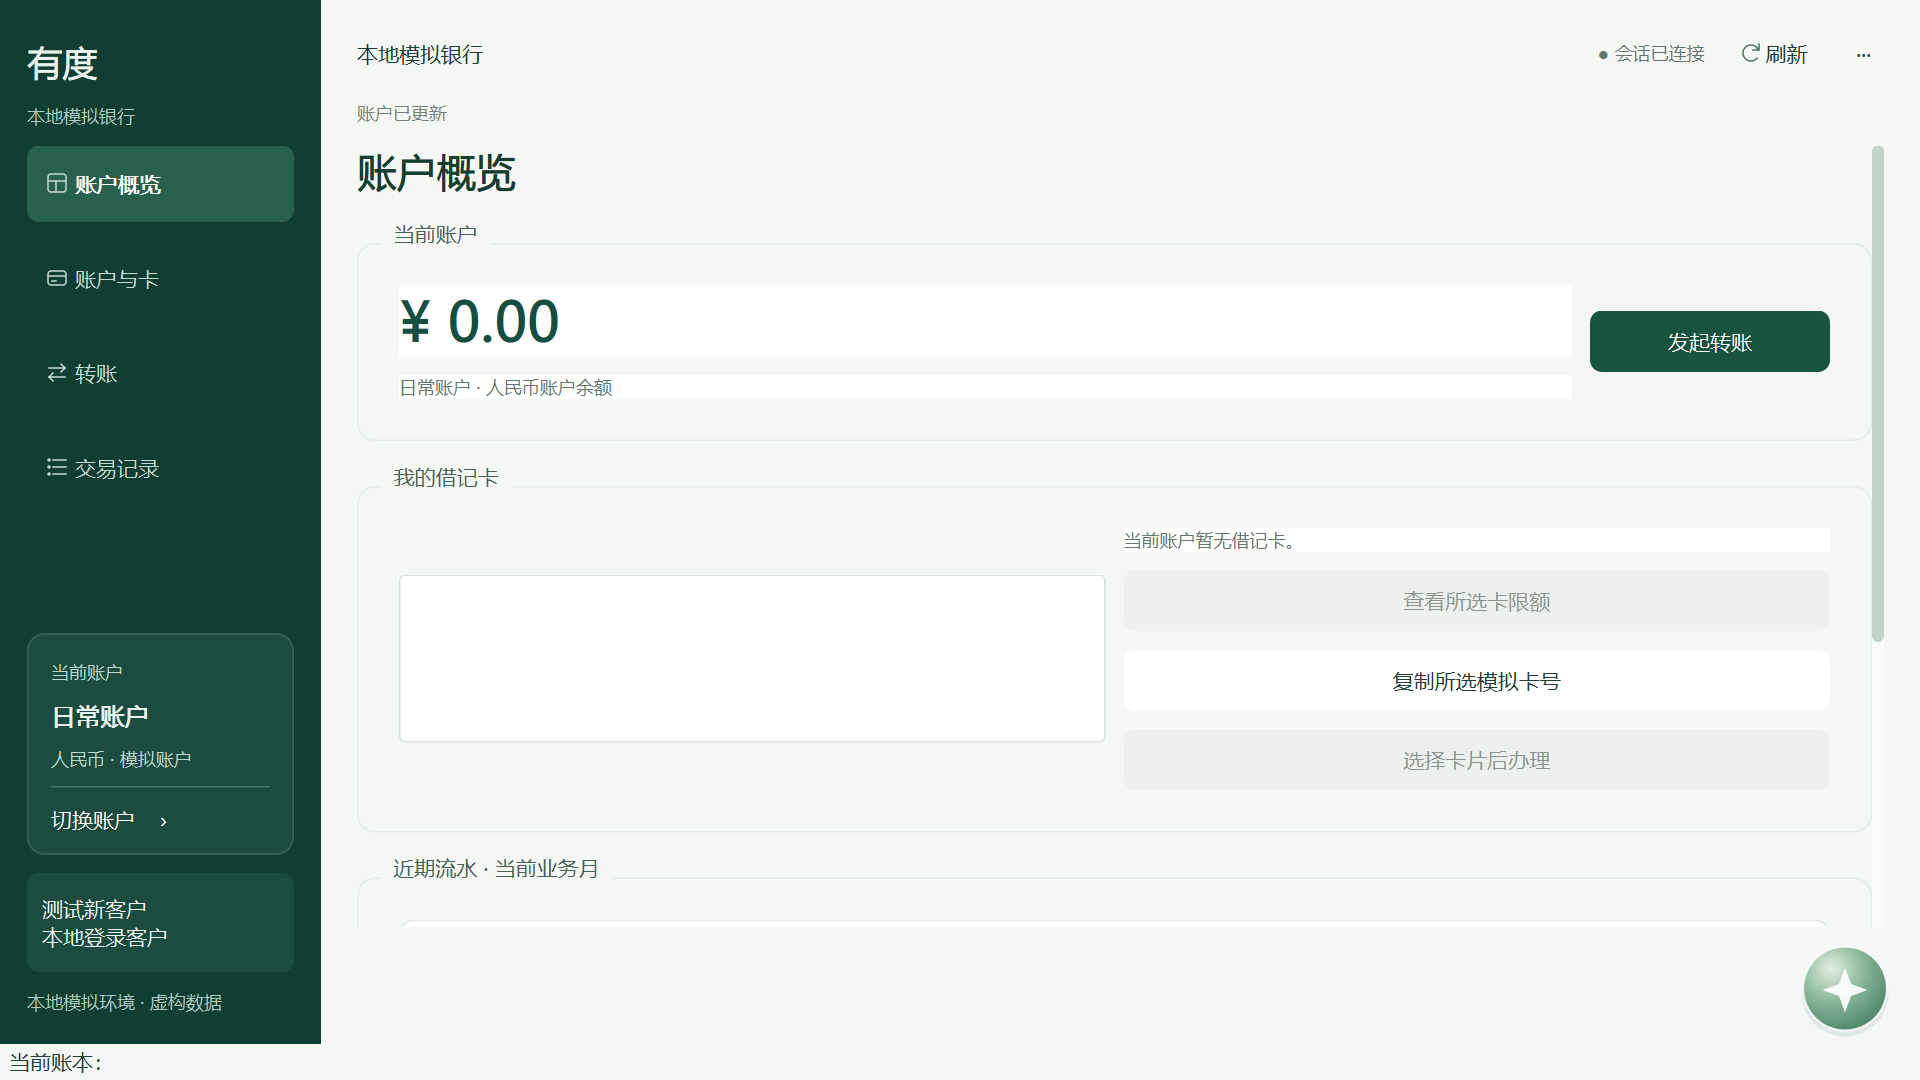 有度
本地模拟银行
账户概览
账户与卡
转账
交易记录
当前账户
日常账户
人民币 · 模拟账户
切换账户 ›
测试新客户
本地登录客户
本地模拟环境 · 虚构数据
当前账本：
本地模拟银行
● 会话已连接
刷新
...
账户已更新
账户概览
当前账户
¥ 0.00
日常账户 · 人民币账户余额
发起转账
我的借记卡
当前账户暂无借记卡。
查看所选卡限额
复制所选模拟卡号
选择卡片后办理
近期流水 · 当前业务月